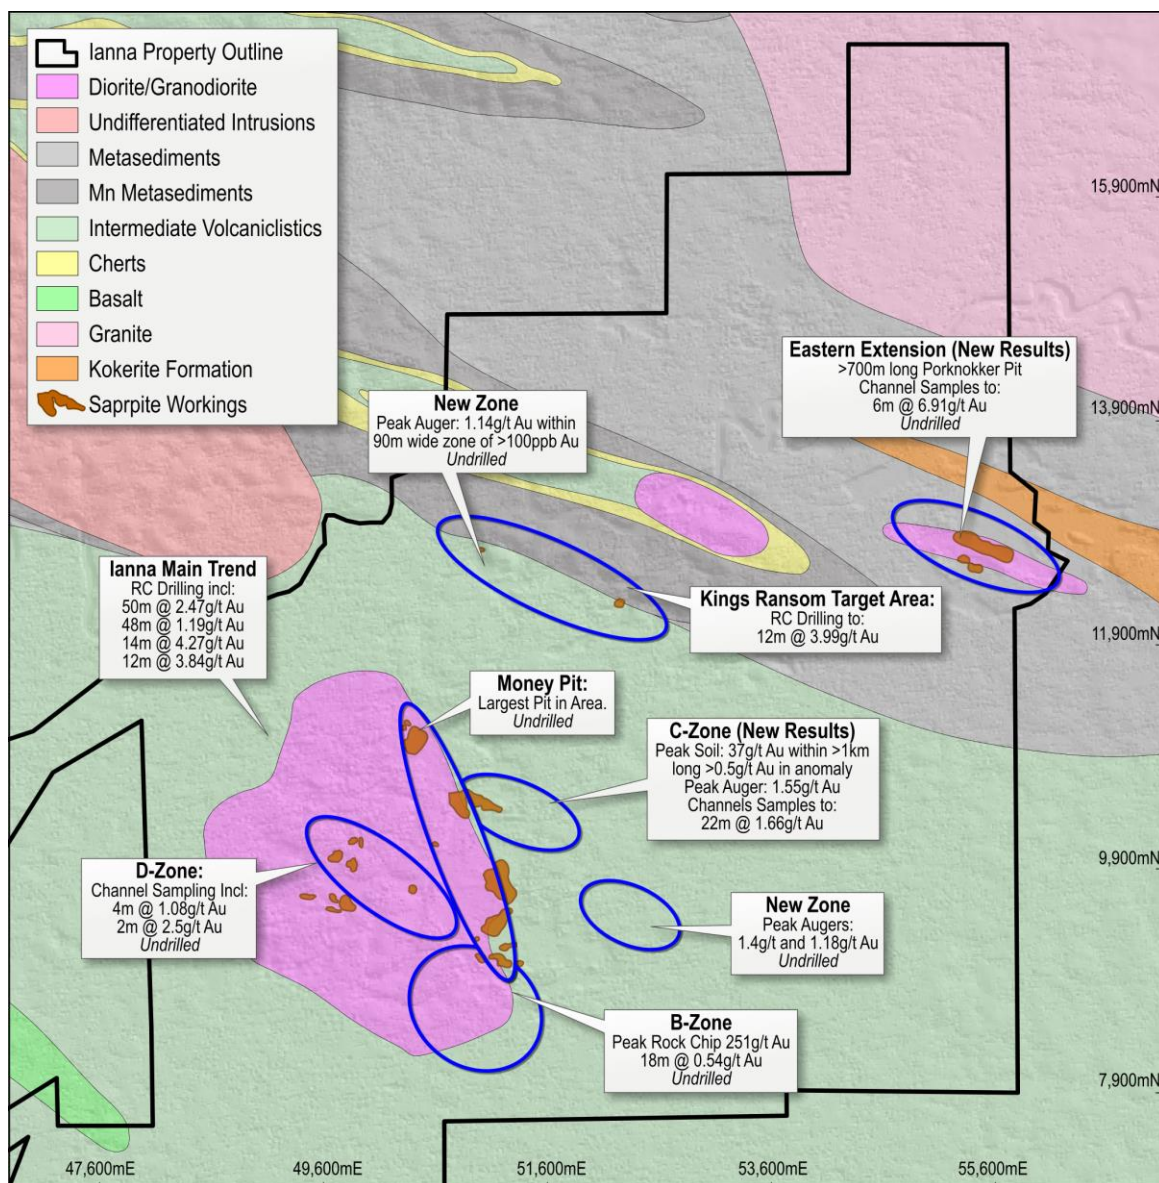 Ianna Property Outline
Diorite/Granodiorite
Undifferentiated Intrusions
Metasediments
Mn Metasediments
Intermediate Volcaniclistics
Cherts
Basalt
Granite
Kokerite Formation
Saprpite Workings
15,900mN
Eastern Extension (New Results)
>700m long Porknokker Pit
Channel Samples to:
6m @ 6.91g/t Au
Undrilled
13,900mN
New Zone
Peak Auger: 1.14g/t Au within
90m wide zone of >100ppb Au
Undrilled
Ianna Main Trend
RC Drilling incl:
50m @ 2.47g/t Au
48m @ 1.19g/t Au
14m @ 4.27g/t Au
12m @ 3.84g/t Au
Kings Ransom Target Area:
RC Drilling to:
12m @ 3.99g/t Au
11,900mN
Money Pit:
Largest Pit in Area.
Undrilled
C-Zone (New Results)
Peak Soil: 37g/t Au within >1km
long >0.5g/t Au in anomaly
Peak Auger: 1.55g/t Au
Channels Samples to:
22m @ 1.66g/t Au
D-Zone:
Channel Sampling Incl:
4m @ 1.08g/t Au
2m @ 2.5g/t Au
Undrilled
9,900mN
New Zone
Peak Augers:
1.4g/t and 1.18g/t Au
Undrilled
B-Zone
Peak Rock Chip 251g/t Au
18m @ 0.54g/t Au
Undrilled
7,900mN
47,600mE
49,600mE
51,600mE
53,600mE
55,600mE